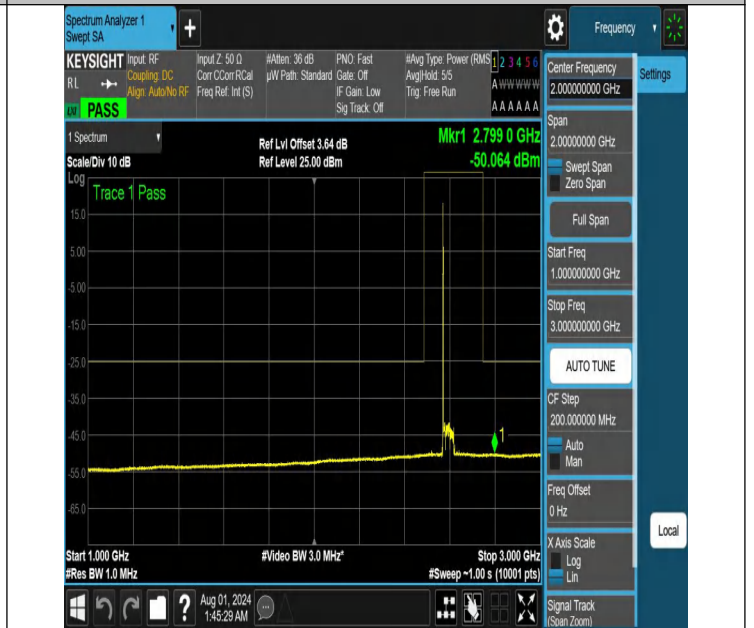 Spectrum Analyzer 1
Swept SA
+
Frequency
KEYSIGHT
RL
LXI
PASS
Input: RF
Coupling: DC
Align: Auto/No RF
Input Z: 50 Ω
Corr CCorr RCal
Freq Ref: Int (S)
#Atten: 36 dB
µW Path: Standard
PNO: Fast
Gate: Off
IF Gain: Low
Sig Track: Off
#Avg Type: Power (RMS
Avg|Hold: 5/5
Trig: Free Run
1 2 3 4 5 6
A W W W W W
A A A A A A
Center Frequency
2.000000000 GHz
Settings
Span
2.00000000 GHz
Swept Span
Zero Span
Full Span
Start Freq
1.000000000 GHz
Stop Freq
3.000000000 GHz
AUTO TUNE
CF Step
200.000000 MHz
Auto
Man
Freq Offset
0 Hz
X Axis Scale
Log
Lin
Signal Track
(Span Zoom)
Local
1 Spectrum
Scale/Div 10 dB
Log
Ref Lvl Offset 3.64 dB
Ref Level 25.00 dBm
Mkr1 2.799 0 GHz
-50.064 dBm
Trace 1 Pass
15.0
5.00
-5.00
-15.0
-25.0
-35.0
-45.0
-55.0
-65.0
1
Start 1.000 GHz
#Res BW 1.0 MHz
#Video BW 3.0 MHz*
Stop 3.000 GHz
#Sweep ~1.00 s (10001 pts)
?
Aug 01, 2024
1:45:29 AM